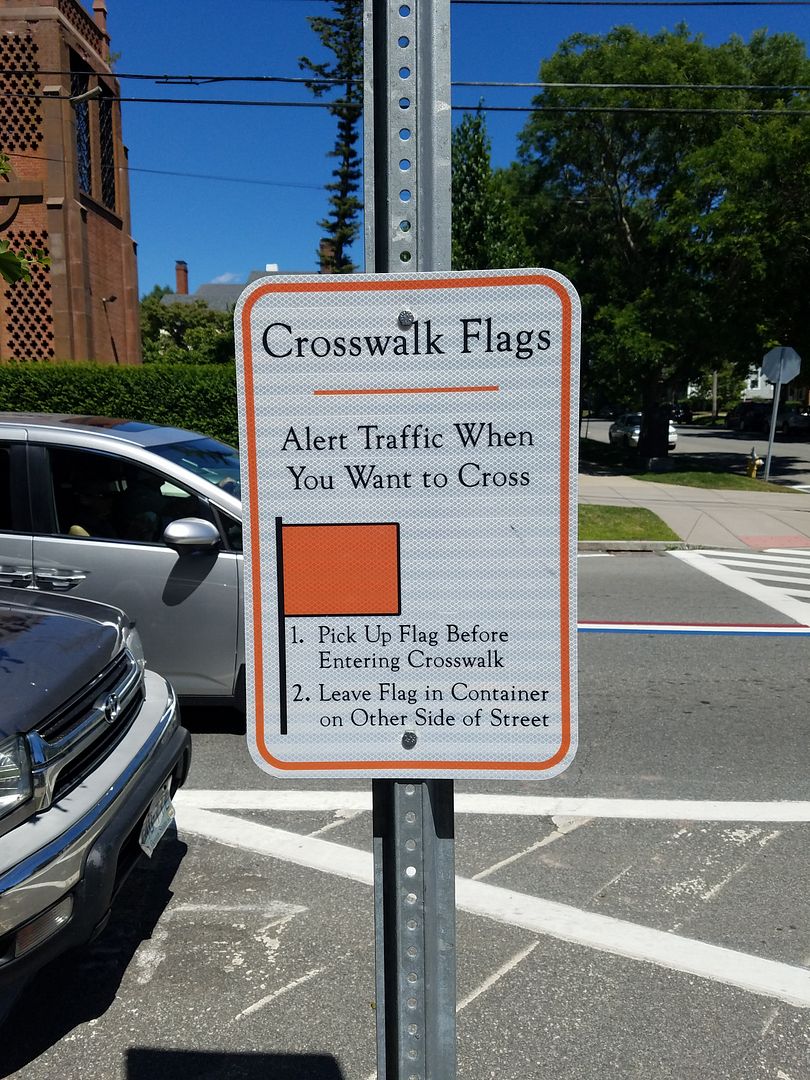 Crosswalk Flags
Alert Traffic When
You Want to Cross
1. Pick Up Flag Before
Entering Crosswalk
2. Leave Flag in Container
on Other Side of Street